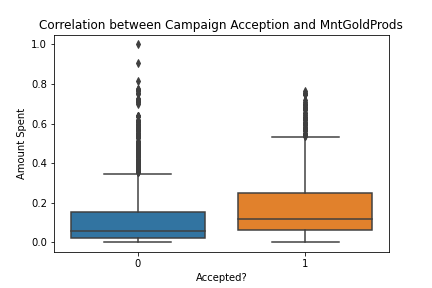 Correlation between Campaign Acception and MntGoldProds
1.0
0.8
0.6
0.4
0.2
0.0
Amount Spent
0 1
Accepted?